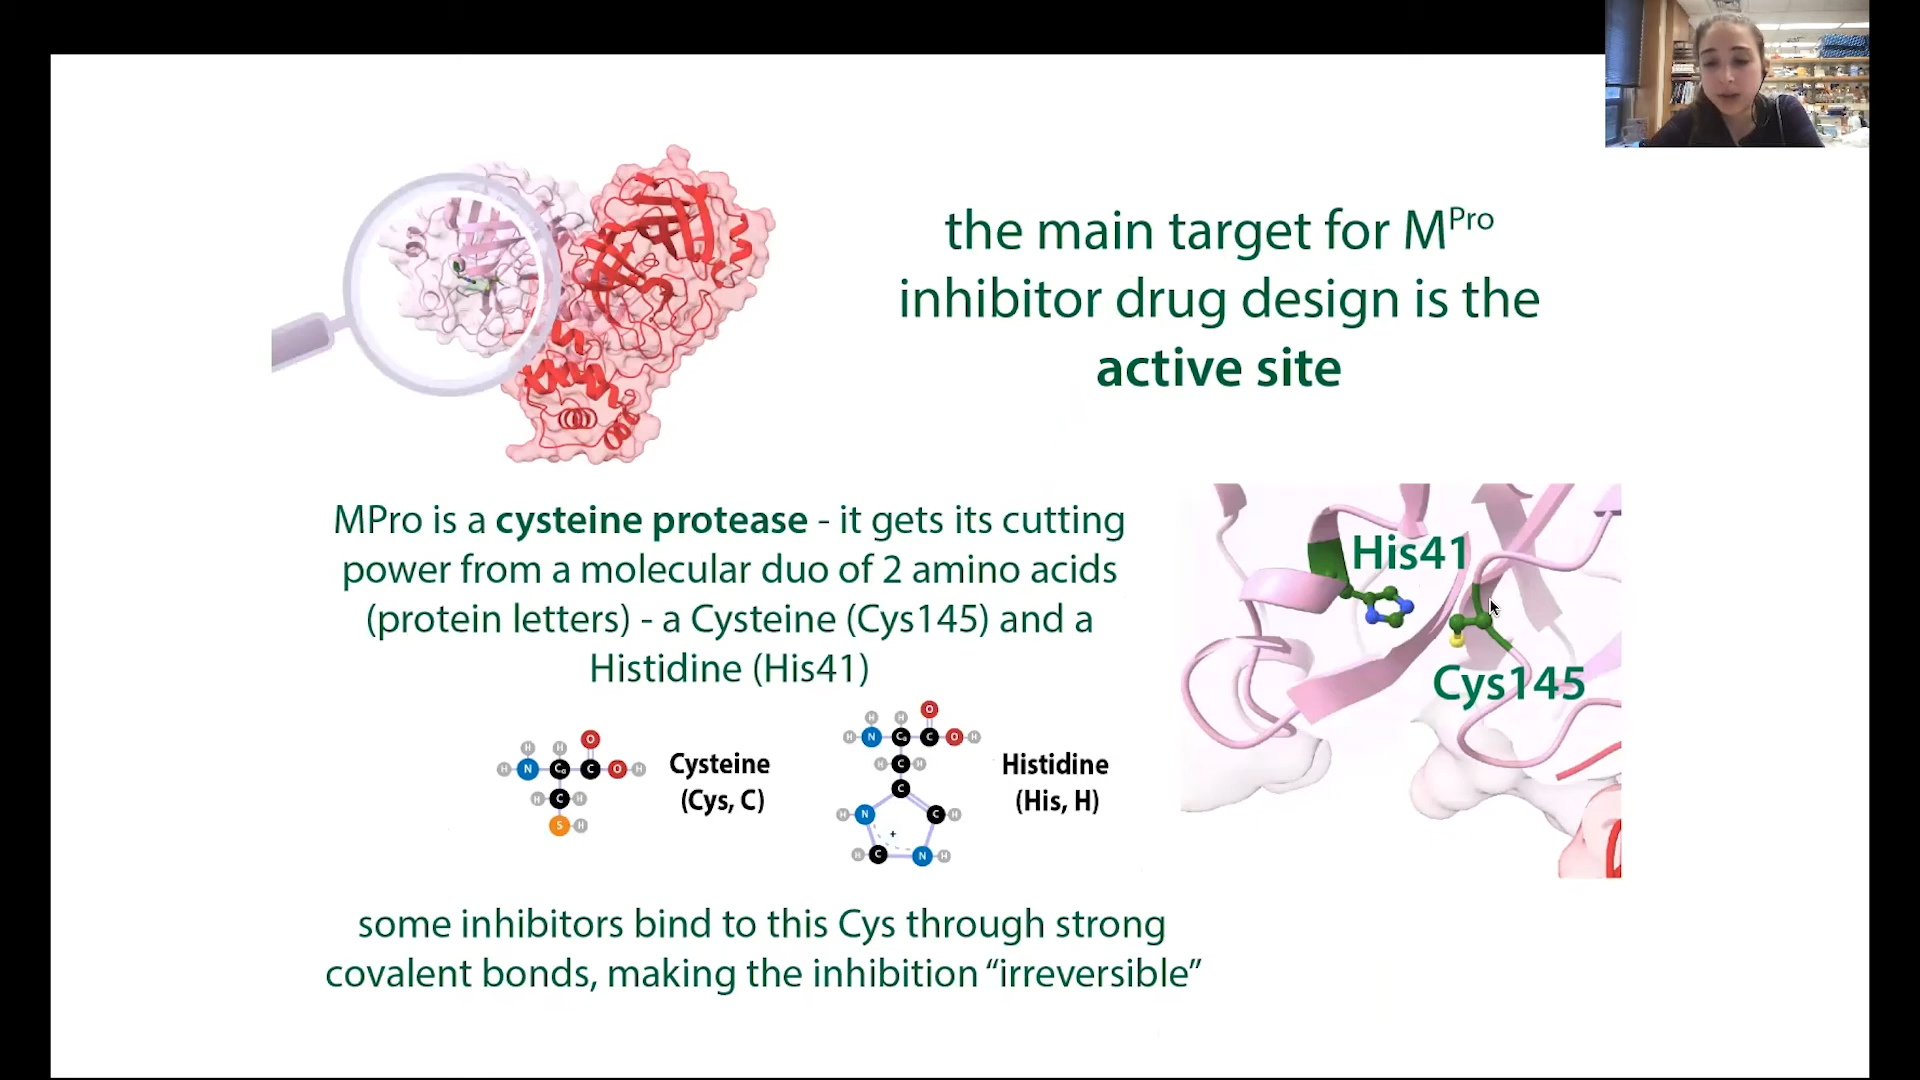 the main target for MPro
inhibitor drug design is the
active site
MPro is a cysteine protease - it gets its cutting
power from a molecular duo of 2 amino acids
(protein letters) - a Cysteine (Cys145) and a
Histidine (His41)
His41
Cys145
H H O
H N Cα C O H
H C H
S H
Cysteine
(Cys, C)
H H O
H N Cα C O H
H C H
C
H N C H
+
H C N H
Histidine
(His, H)
some inhibitors bind to this Cys through strong
covalent bonds, making the inhibition “irreversible”